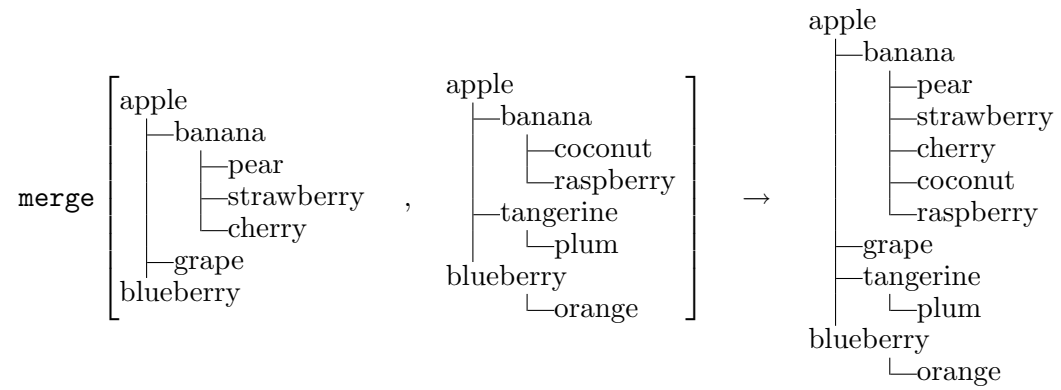 merge
apple
banana
pear
strawberry
cherry
grape
blueberry
,
apple
banana
coconut
raspberry
tangerine
plum
blueberry
orange
→
apple
banana
pear
strawberry
cherry
coconut
raspberry
grape
tangerine
plum
blueberry
orange